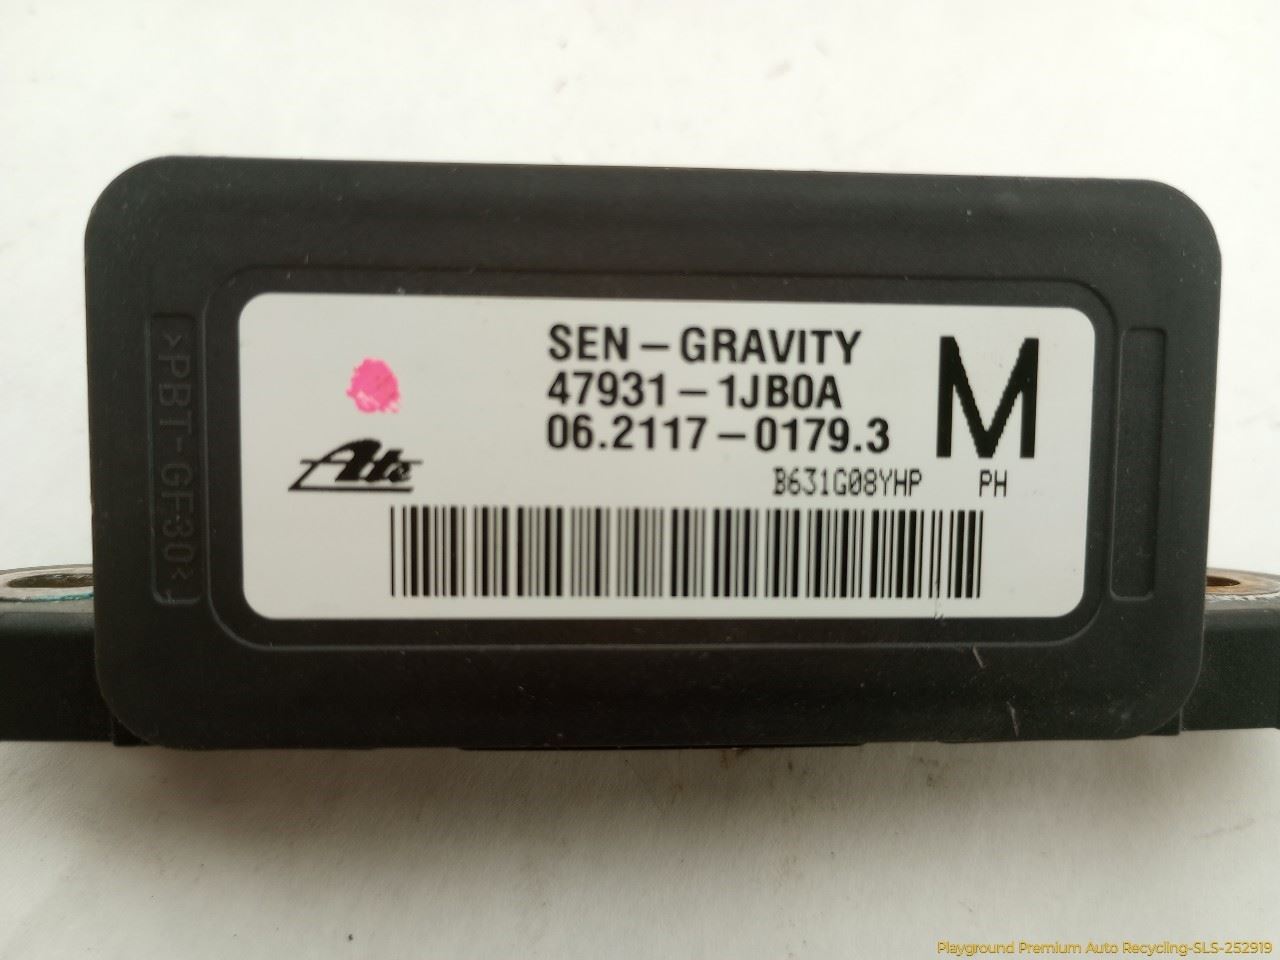 SEN-GRAVITY
47931-1JB0A
06.2117-0179.3
M
Ate
B631G08YHP PH
>PBT-GF30<
Playground Premium Auto Recycling-SLS-252919